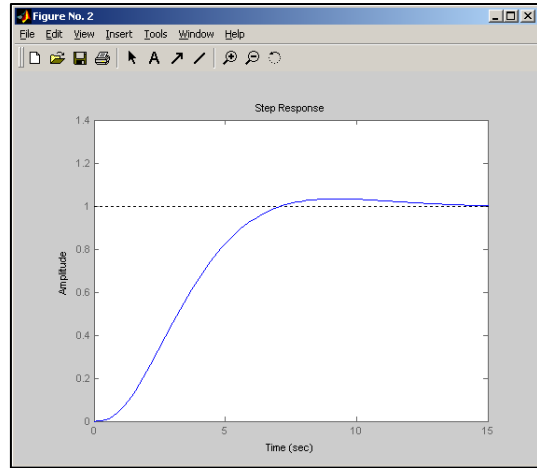 Figure No. 2
File Edit View Insert Tools Window Help
A
Step Response
1.4
1.2
1
0.8
0.6
0.4
0.2
0
Amplitude
0 5 10 15
Time (sec)